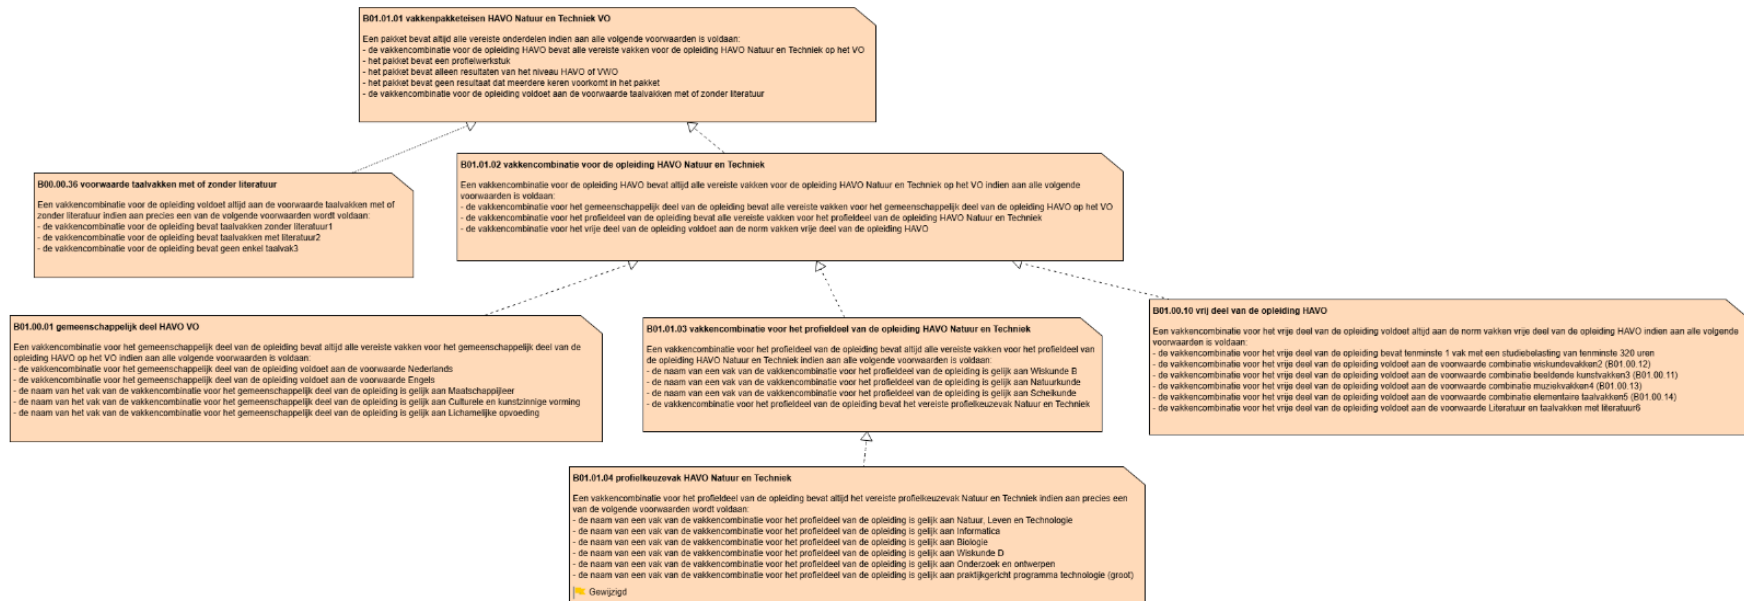 B01.01.01 vakkenpakketeisen HAVO Natuur en Techniek VO
Een pakket bevat altijd alle vereiste onderdelen indien aan alle volgende voorwaarden is voldaan:
- de vakkencombinatie voor de opleiding HAVO bevat alle vereiste vakken voor de opleiding HAVO Natuur en Techniek op het VO
- het pakket bevat een profielwerkstuk
- het pakket bevat alleen resultaten van het niveau HAVO of VWO
- het pakket bevat geen resultaat dat meerdere keren voorkomt in het pakket
- de vakkencombinatie voor de opleiding voldoet aan de voorwaarde taalvakken met of zonder literatuur
B00.00.36 voorwaarde taalvakken met of zonder literatuur
Een vakkencombinatie voor de opleiding voldoet altijd aan de voorwaarde taalvakken met of
zonder literatuur indien aan precies een van de volgende voorwaarden wordt voldaan:
- de vakkencombinatie voor de opleiding bevat taalvakken zonder literatuur1
- de vakkencombinatie voor de opleiding bevat taalvakken met literatuur2
- de vakkencombinatie voor de opleiding bevat geen enkel taalvak3
B01.01.02 vakkencombinatie voor de opleiding HAVO Natuur en Techniek
Een vakkencombinatie voor de opleiding HAVO bevat altijd alle vereiste vakken voor de opleiding HAVO Natuur en Techniek op het VO indien aan alle volgende
voorwaarden is voldaan:
- de vakkencombinatie voor het gemeenschappelijk deel van de opleiding bevat alle vereiste vakken voor het gemeenschappelijk deel van de opleiding HAVO op het VO
- de vakkencombinatie voor het profieldeel van de opleiding bevat alle vereiste vakken voor het profieldeel van de opleiding HAVO Natuur en Techniek
- de vakkencombinatie voor het vrije deel van de opleiding voldoet aan de norm vakken vrije deel van de opleiding HAVO
B01.00.01 gemeenschappelijk deel HAVO VO
Een vakkencombinatie voor het gemeenschappelijk deel van de opleiding bevat altijd alle vereiste vakken voor het gemeenschappelijk deel van de
opleiding HAVO op het VO indien aan alle volgende voorwaarden is voldaan:
- de vakkencombinatie voor het gemeenschappelijk deel van de opleiding voldoet aan de voorwaarde Nederlands
- de vakkencombinatie voor het gemeenschappelijk deel van de opleiding voldoet aan de voorwaarde Engels
- de naam van het vak van de vakkencombinatie voor het gemeenschappelijk deel van de opleiding is gelijk aan Maatschappijleer
- de naam van het vak van de vakkencombinatie voor het gemeenschappelijk deel van de opleiding is gelijk aan Culturele en kunstzinnige vorming
- de naam van het vak van de vakkencombinatie voor het gemeenschappelijk deel van de opleiding is gelijk aan Lichamelijke opvoeding
B01.01.03 vakkencombinatie voor het profieldeel van de opleiding HAVO Natuur en Techniek
Een vakkencombinatie voor het profieldeel van de opleiding bevat altijd alle vereiste vakken voor het profieldeel van
de opleiding HAVO Natuur en Techniek indien aan alle volgende voorwaarden is voldaan:
- de naam van een vak van de vakkencombinatie voor het profieldeel van de opleiding is gelijk aan Wiskunde B
- de naam van een vak van de vakkencombinatie voor het profieldeel van de opleiding is gelijk aan Natuurkunde
- de naam van een vak van de vakkencombinatie voor het profieldeel van de opleiding is gelijk aan Scheikunde
- de vakkencombinatie voor het profieldeel van de opleiding bevat het vereiste profielkeuzevak Natuur en Techniek
B01.00.10 vrij deel van de opleiding HAVO
Een vakkencombinatie voor het vrije deel van de opleiding voldoet altijd aan de norm vakken vrije deel van de opleiding HAVO indien aan alle volgende
voorwaarden is voldaan:
- de vakkencombinatie voor het vrije deel van de opleiding bevat tenminste 1 vak met een studiebelasting van tenminste 320 uren
- de vakkencombinatie voor het vrije deel van de opleiding voldoet aan de voorwaarde combinatie wiskundevakken2 (B01.00.12)
- de vakkencombinatie voor het vrije deel van de opleiding voldoet aan de voorwaarde combinatie beeldende kunstvakken3 (B01.00.11)
- de vakkencombinatie voor het vrije deel van de opleiding voldoet aan de voorwaarde combinatie muziekvakken4 (B01.00.13)
- de vakkencombinatie voor het vrije deel van de opleiding voldoet aan de voorwaarde combinatie elementaire taalvakken5 (B01.00.14)
- de vakkencombinatie voor het vrije deel van de opleiding voldoet aan de voorwaarde Literatuur en taalvakken met literatuur6
B01.01.04 profielkeuzevak HAVO Natuur en Techniek
Een vakkencombinatie voor het profieldeel van de opleiding bevat altijd het vereiste profielkeuzevak Natuur en Techniek indien aan precies een
van de volgende voorwaarden wordt voldaan:
- de naam van een vak van de vakkencombinatie voor het profieldeel van de opleiding is gelijk aan Natuur, Leven en Technologie
- de naam van een vak van de vakkencombinatie voor het profieldeel van de opleiding is gelijk aan Informatica
- de naam van een vak van de vakkencombinatie voor het profieldeel van de opleiding is gelijk aan Biologie
- de naam van een vak van de vakkencombinatie voor het profieldeel van de opleiding is gelijk aan Wiskunde D
- de naam van een vak van de vakkencombinatie voor het profieldeel van de opleiding is gelijk aan Onderzoek en ontwerpen
- de naam van een vak van de vakkencombinatie voor het profieldeel van de opleiding is gelijk aan praktijkgericht programma technologie (groot)
Gewijzigd